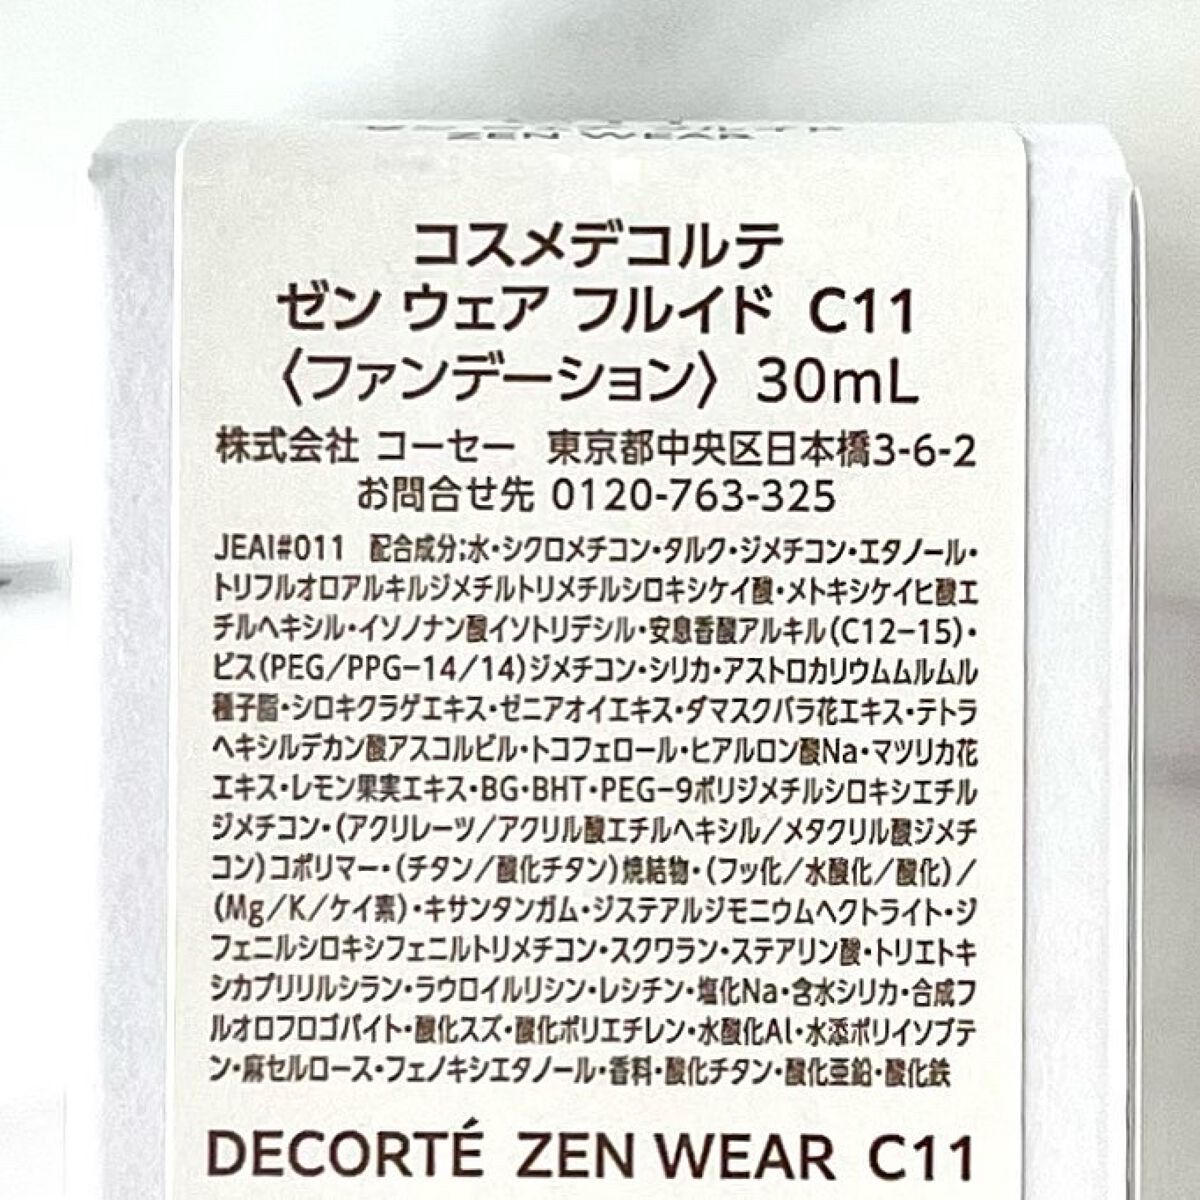 ZEN WEAR
コスメデコルテ
ゼン ウェア フルイド C11
〈ファンデーション〉 30mL
株式会社 コーセー 東京都中央区日本橋3-6-2
お問合せ先 0120-763-325
JEAI#011 配合成分;水・シクロメチコン・タルク・ジメチコン・エタノール・
トリフルオロアルキルジメチルトリメチルシロキシケイ酸・メトキシケイヒ酸エ
チルヘキシル・イソノナン酸イソトリデシル・安息香酸アルキル(C12-15)・
ビス(PEG/PPG-14/14)ジメチコン・シリカ・アストロカリウムムルムル
種子脂・シロキクラゲエキス・ゼニアオイエキス・ダマスクバラ花エキス・テトラ
ヘキシルデカン酸アスコルビル・トコフェロール・ヒアルロン酸Na・マツリカ花
エキス・レモン果実エキス・BG・BHT・PEG-9ポリジメチルシロキシエチル
ジメチコン・(アクリレーツ/アクリル酸エチルヘキシル/メタクリル酸ジメチ
コン)コポリマー・(チタン/酸化チタン)焼結物・(フッ化/水酸化/酸化)/
(Mg/K/ケイ素)・キサンタンガム・ジステアルジモニウムヘクトライト・ジ
フェニルシロキシフェニルトリメチコン・スクワラン・ステアリン酸・トリエトキ
シカプリリルシラン・ラウロイルリシン・レシチン・塩化Na・含水シリカ・合成フ
ルオロフロゴパイト・酸化スズ・酸化ポリエチレン・水酸化Al・水添ポリイソブテ
ン・麻セルロース・フェノキシエタノール・香料・酸化チタン・酸化亜鉛・酸化鉄
DECORTÉ ZEN WEAR C11